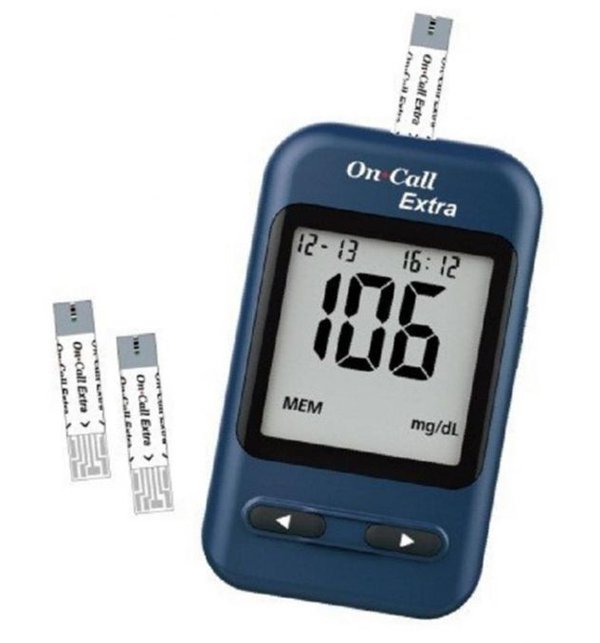 On·Call Extra
On·Call
Extra
12-13 16:12
106
MEM
mg/dL
On·Call Extra
On·Call Extra